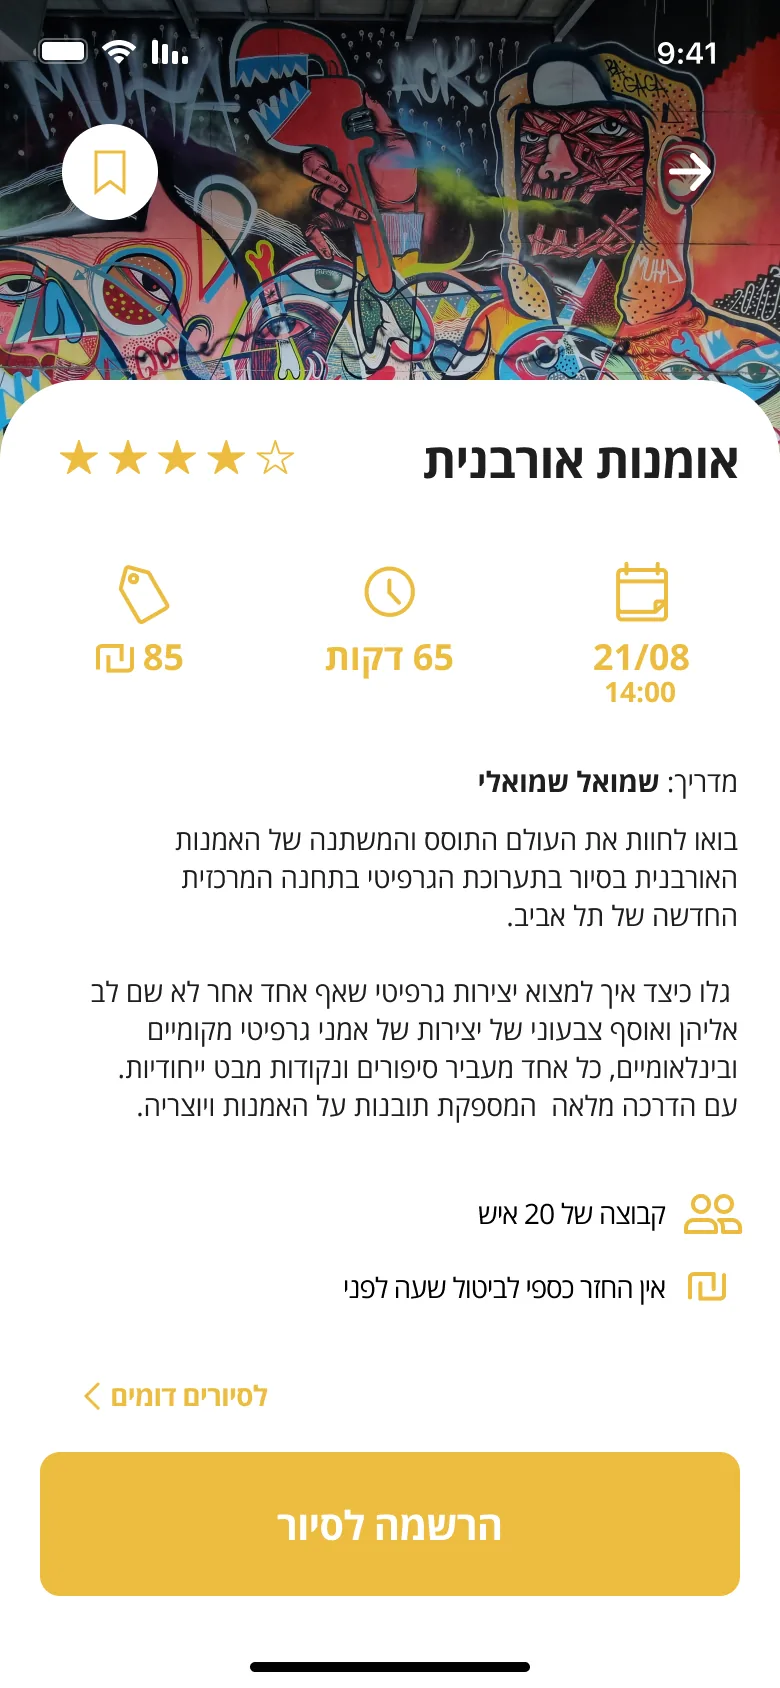 9:41
MUHA
ACK
BAGAGA
MUHD
אומנות אורבנית
21/08
14:00
65 דקות
85 ₪
מדריך: שמואל שמואלי
בואו לחוות את העולם התוסס והמשתנה של האמנות
האורבנית בסיור בתערוכת הגרפיטי בתחנה המרכזית
החדשה של תל אביב.
גלו כיצד איך למצוא יצירות גרפיטי שאף אחד אחר לא שם לב
אליהן ואוסף צבעוני של יצירות של אמני גרפיטי מקומיים
ובינלאומיים, כל אחד מעביר סיפורים ונקודות מבט ייחודיות.
עם הדרכה מלאה  המספקת תובנות על האמנות ויוצריה.
קבוצה של 20 איש
₪ אין החזר כספי לביטול שעה לפני
לסיורים דומים
הרשמה לסיור